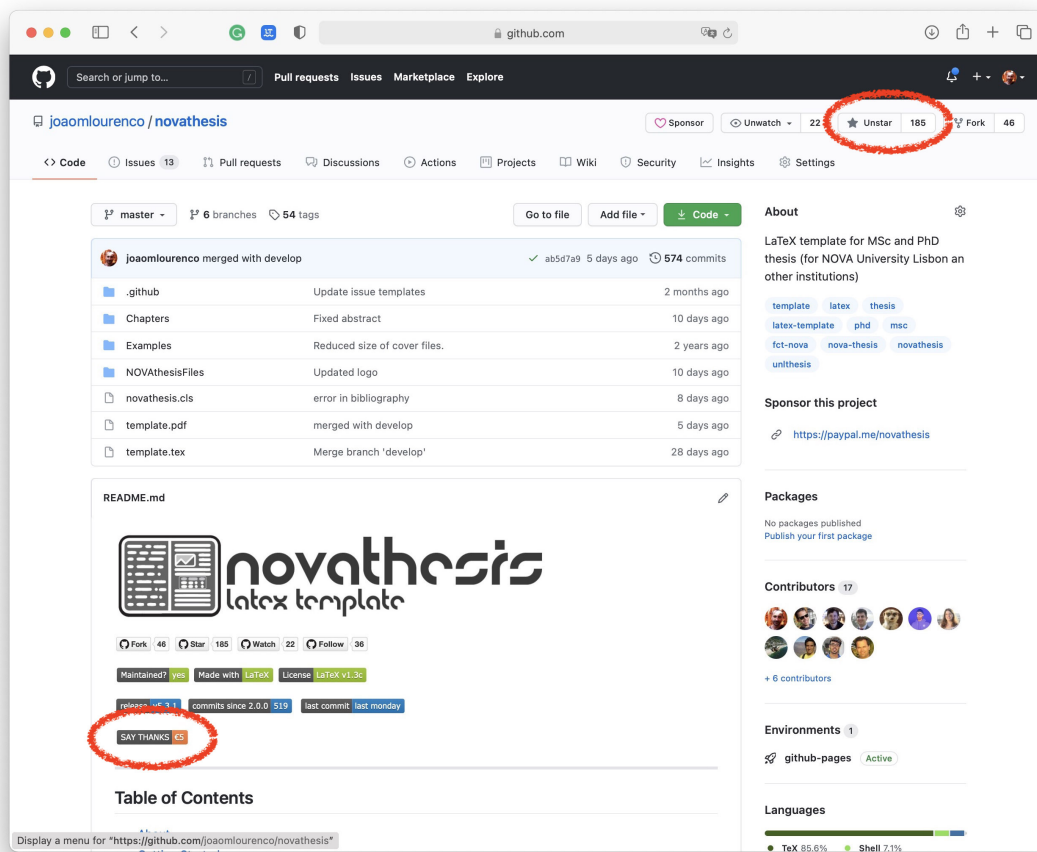 github.com
Search or jump to... / Pull requests Issues Marketplace Explore
joaomlourenco / novathesis
Sponsor Unwatch 22 Unstar 185 Fork 46
<> Code Issues 13 Pull requests Discussions Actions Projects Wiki Security Insights Settings
master 6 branches 54 tags Go to file Add file Code
joaomlourenco merged with develop ab5d7a9 5 days ago 574 commits
.github Update issue templates 2 months ago
Chapters Fixed abstract 10 days ago
Examples Reduced size of cover files. 2 years ago
NOVAthesisFiles Updated logo 10 days ago
novathesis.cls error in bibliography 8 days ago
template.pdf merged with develop 5 days ago
template.tex Merge branch 'develop' 28 days ago
README.md
novathesis
latex template
Fork 46 Star 185 Watch 22 Follow 36
Maintained? yes Made with LaTeX License LaTeX v1.3c
release v5.3.1 commits since 2.0.0 519 last commit last monday
SAY THANKS €5
Table of Contents
About
Display a menu for "https://github.com/joaomlourenco/novathesis"
About
LaTeX template for MSc and PhD
thesis (for NOVA University Lisbon an
other institutions)
template latex thesis
latex-template phd msc
fct-nova nova-thesis novathesis
unlthesis
Sponsor this project
https://paypal.me/novathesis
Packages
No packages published
Publish your first package
Contributors 17
+ 6 contributors
Environments 1
github-pages Active
Languages
TeX 85.6% Shell 7.1%